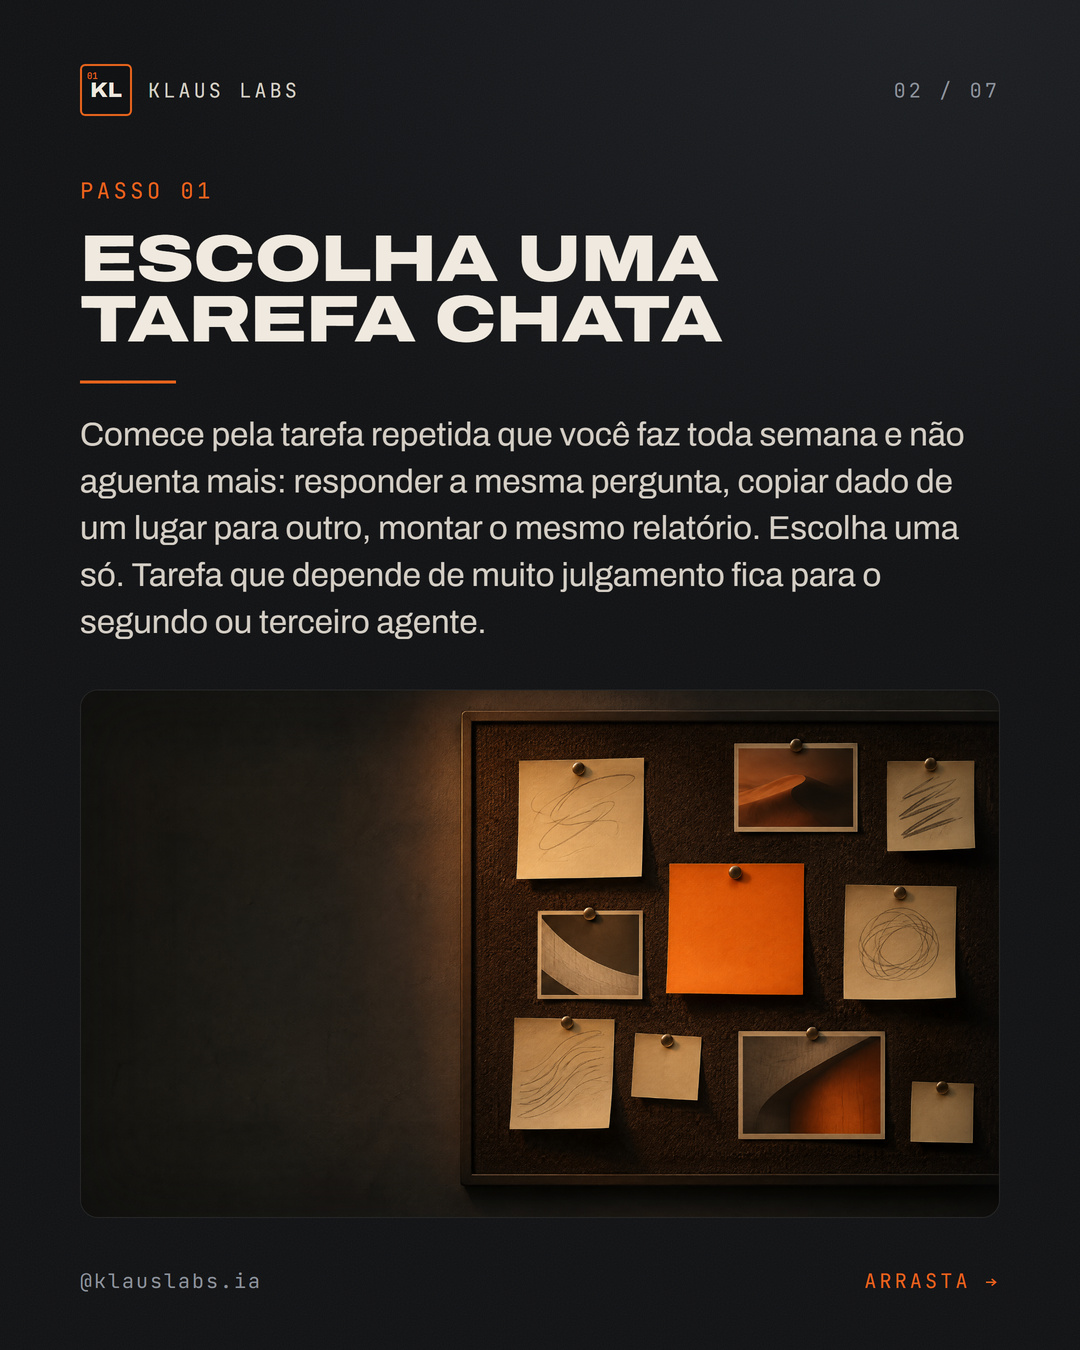 01
KL
KLAUS LABS
02 / 07
PASSO 01
ESCOLHA UMA
TAREFA CHATA
Comece pela tarefa repetida que você faz toda semana e não
aguenta mais: responder a mesma pergunta, copiar dado de
um lugar para outro, montar o mesmo relatório. Escolha uma
só. Tarefa que depende de muito julgamento fica para o
segundo ou terceiro agente.
@klauslabs.ia
ARRASTA →